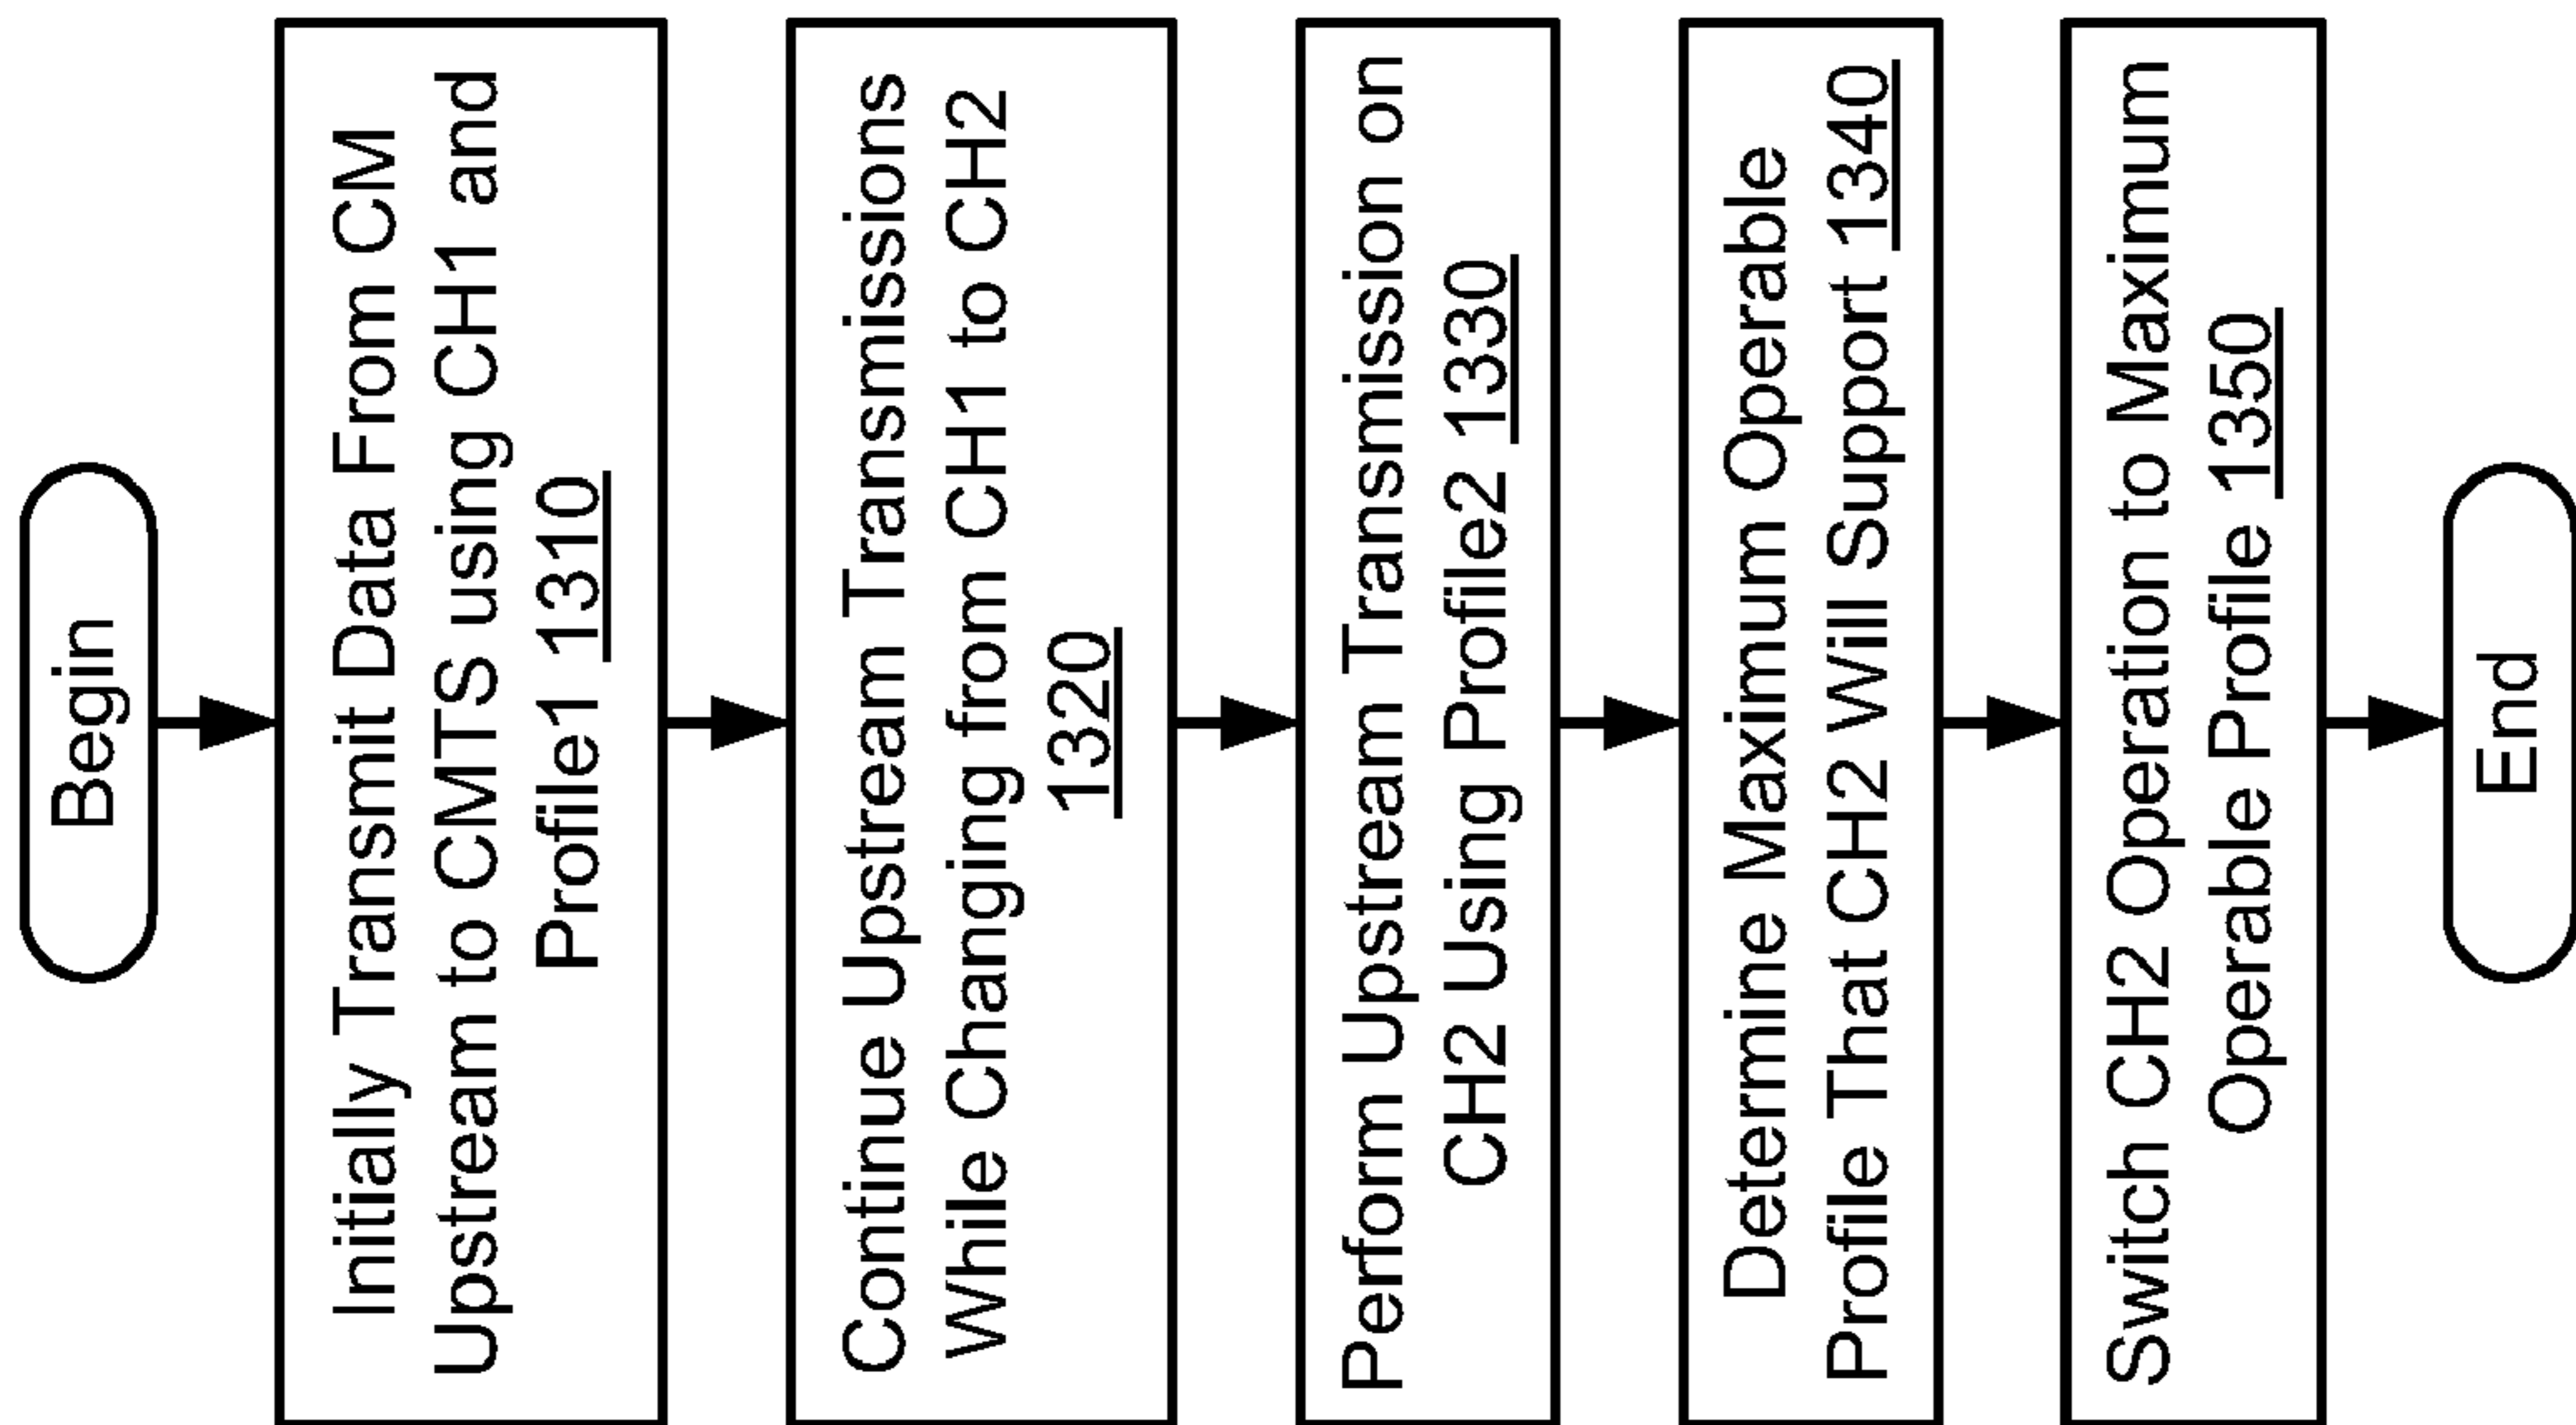 Begin
Initially Transmit Data From CM
Upstream to CMTS using CH1 and
Profile1 1310
Continue Upstream Transmissions
While Changing from CH1 to CH2
1320
Perform Upstream Transmission on
CH2 Using Profile2 1330
Determine Maximum Operable
Profile That CH2 Will Support 1340
Switch CH2 Operation to Maximum
Operable Profile 1350
End